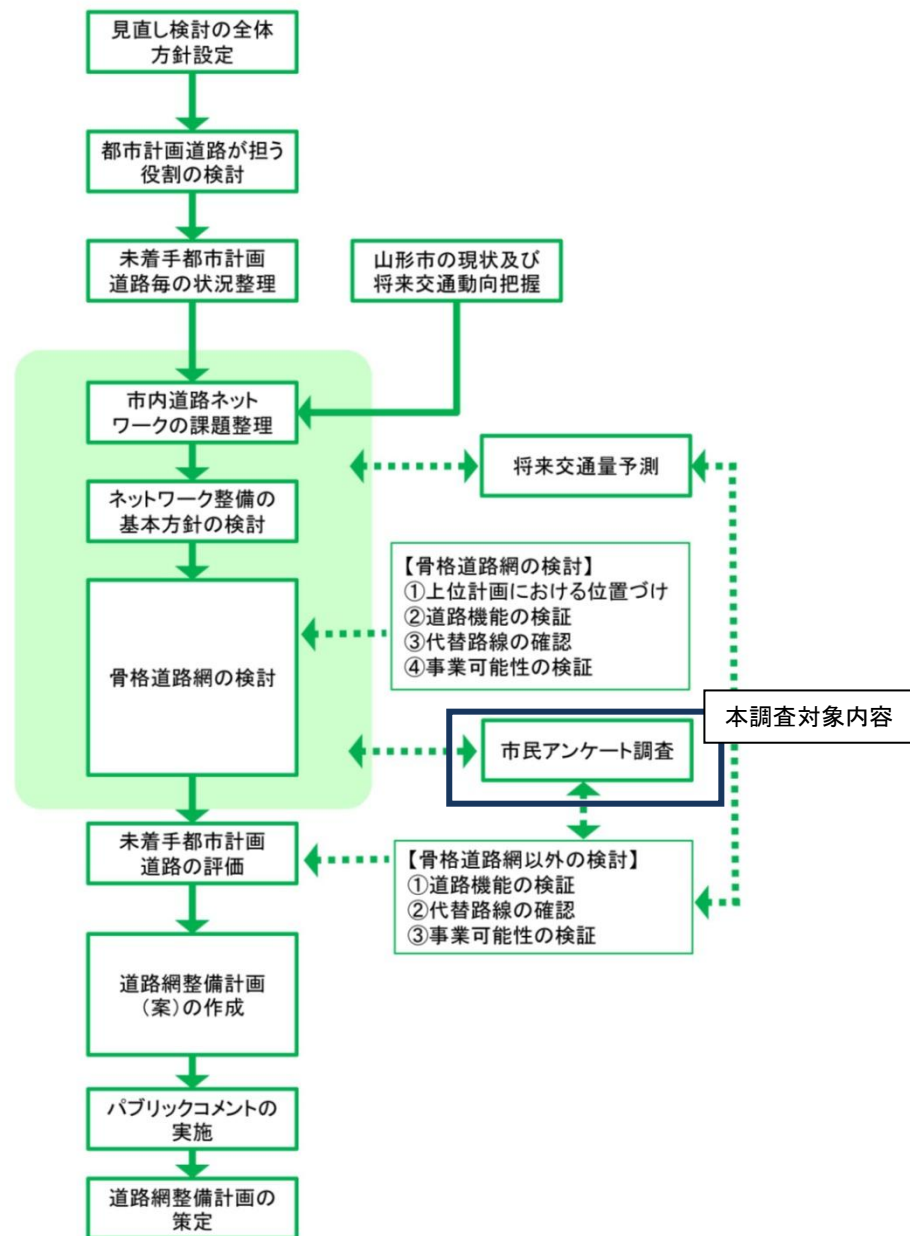 見直し検討の全体
方針設定
都市計画道路が担う
役割の検討
未着手都市計画
道路毎の状況整理
山形市の現状及び
将来交通動向把握
市内道路ネット
ワークの課題整理
将来交通量予測
ネットワーク整備の
基本方針の検討
【骨格道路網の検討】
①上位計画における位置づけ
②道路機能の検証
③代替路線の確認
④事業可能性の検証
骨格道路網の検討
本調査対象内容
市民アンケート調査
未着手都市計画
道路の評価
【骨格道路網以外の検討】
①道路機能の検証
②代替路線の確認
③事業可能性の検証
道路網整備計画
（案）の作成
パブリックコメントの
実施
道路網整備計画の
策定